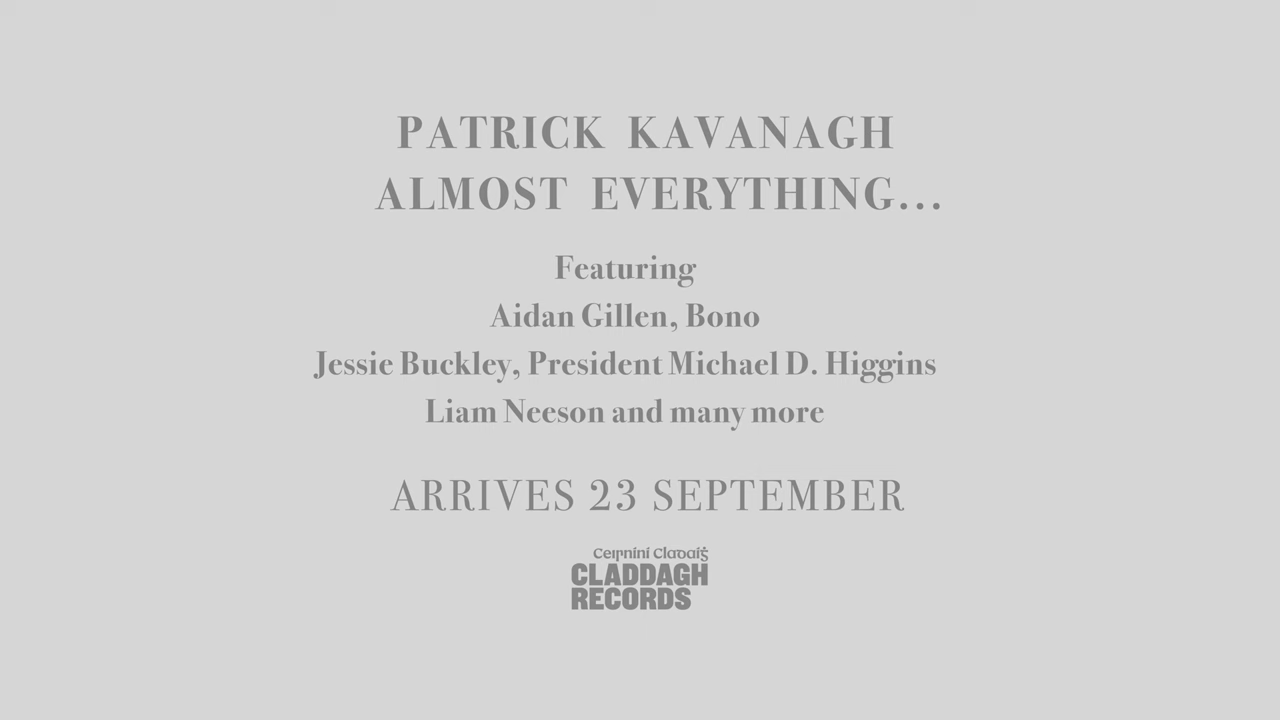 PATRICK KAVANAGH
ALMOST EVERYTHING...
Featuring
Aidan Gillen, Bono
Jessie Buckley, President Michael D. Higgins
Liam Neeson and many more
ARRIVES 23 SEPTEMBER
Ceirníní Cladaiġ
CLADDAGH
RECORDS